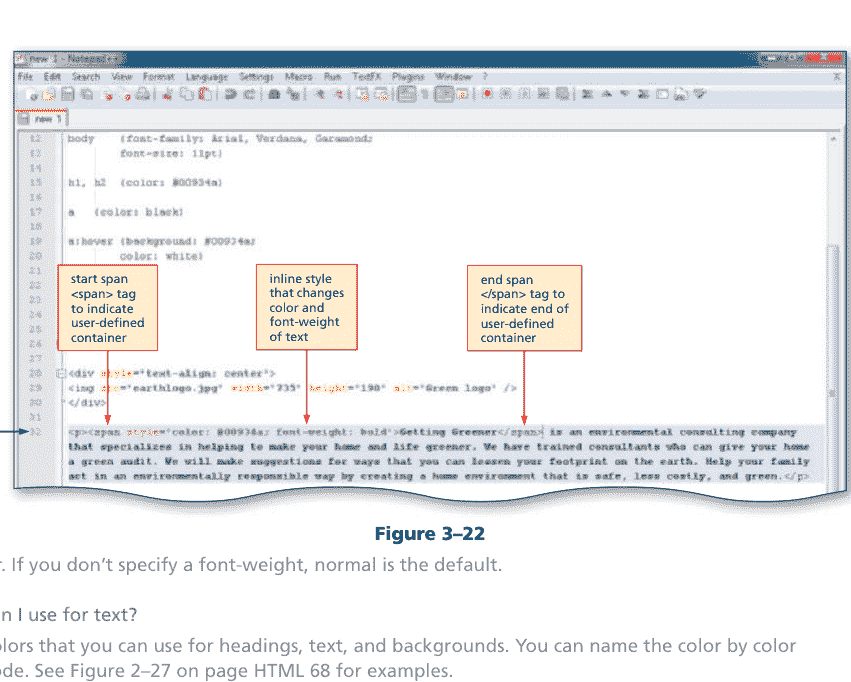 new 1 - Notepad++
File Edit Search View Format Language Settings Macro Run TextFX Plugins Window ?
new 1
12 body {font-family: Arial, Verdana, Garamond;
13 font-size: 11pt}
14
15 h1, h2 {color: #00934a}
16
17 a {color: black}
18
19 a:hover {background: #00934a;
20 color: white}
21
22
23
24
25
26
27
start span
<span> tag
to indicate
user-defined
container
inline style
that changes
color and
font-weight
of text
end span
</span> tag to
indicate end of
user-defined
container
28 <div style="text-align: center">
29 <img src="earthlogo.jpg" width="735" height="190" alt="Green logo" />
30 </div>
31
32 <p><span style="color: #00934a; font-weight: bold">Getting Greener</span> is an environmental consulting company
that specializes in helping to make your home and life greener. We have trained consultants who can give your home
a green audit. We will make suggestions for ways that you can lessen your footprint on the earth. Help your family
act in an environmentally responsible way by creating a home environment that is safe, less costly, and green.</p>
Figure 3–22
. If you don’t specify a font-weight, normal is the default.
n I use for text?
olors that you can use for headings, text, and backgrounds. You can name the color by color
ode. See Figure 2–27 on page HTML 68 for examples.